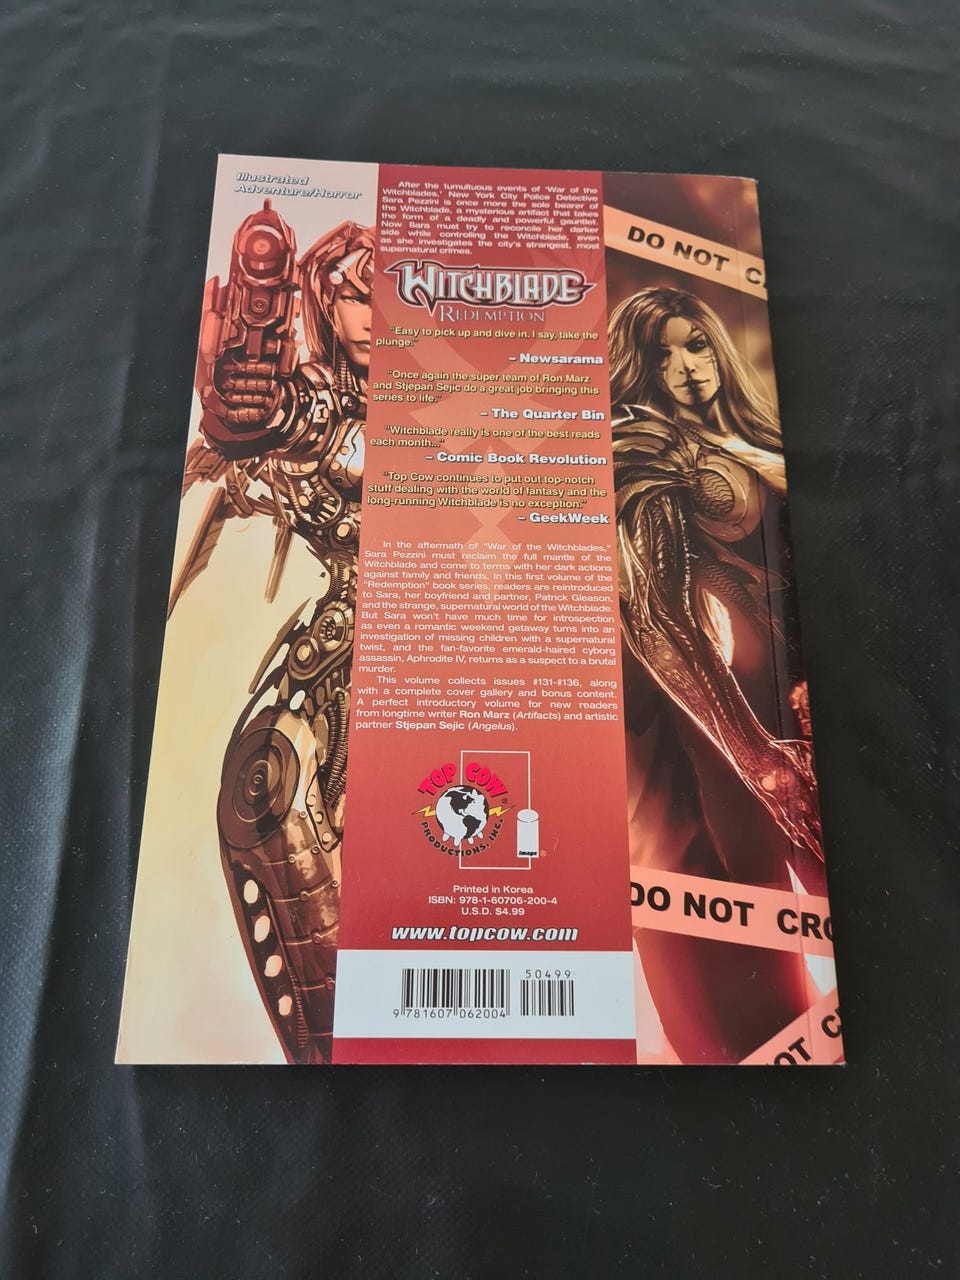 Illustrated
Adventure/Horror
After the tumultuous events of 'War of the
Witchblades,' New York City Police Detective
Sara Pezzini is once more the sole bearer of
the Witchblade, a mysterious artifact that takes
the form of a deadly and powerful gauntlet.
Now Sara must try to reconcile her darker
side while controlling the Witchblade, even
as she investigates the city's strangest, most
supernatural crimes.
WITCHBLADE
REDEMPTION
"Easy to pick up and dive in. I say, take the
plunge."
– Newsarama
"Once again the super team of Ron Marz
and Stjepan Sejic do a great job bringing this
series to life."
– The Quarter Bin
"Witchblade really is one of the best reads
each month..."
– Comic Book Revolution
"Top Cow continues to put out top-notch
stuff dealing with the world of fantasy and the
long-running Witchblade is no exception."
– GeekWeek
In the aftermath of "War of the Witchblades,"
Sara Pezzini must reclaim the full mantle of the
Witchblade and come to terms with her dark actions
against family and friends. In this first volume of the
"Redemption" book series, readers are reintroduced
to Sara, her boyfriend and partner, Patrick Gleason,
and the strange, supernatural world of the Witchblade.
But Sara won't have much time for introspection
as even a romantic weekend getaway turns into an
investigation of missing children with a supernatural
twist, and the fan-favorite emerald-haired cyborg
assassin, Aphrodite IV, returns as a suspect to a brutal
murder.
This volume collects issues #131-#136, along
with a complete cover gallery and bonus content.
A perfect introductory volume for new readers
from longtime writer Ron Marz (Artifacts) and artistic
partner Stjepan Sejic (Angelus).
TOP COW ®
PRODUCTIONS, INC.
image ®
Printed in Korea
ISBN: 978-1-60706-200-4
U.S.D. $4.99
www.topcow.com
50499
9 781607 062004
DO NOT C
DO NOT CRO
OT C